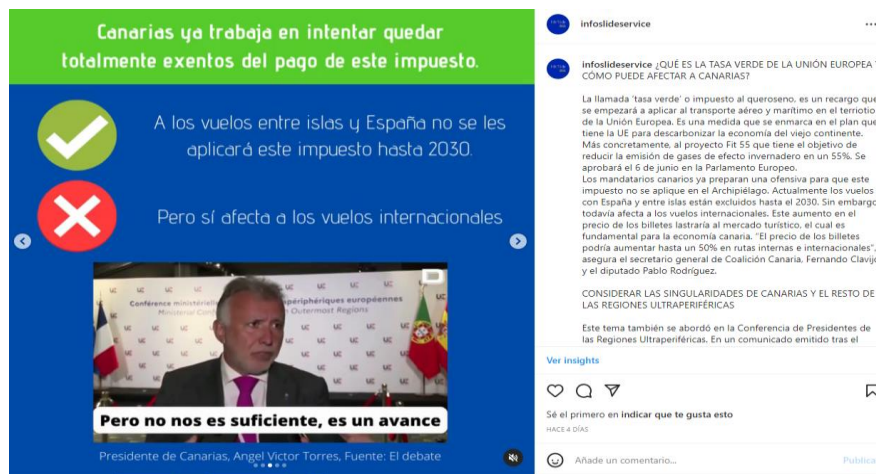 Canarias ya trabaja en intentar quedar
totalmente exentos del pago de este impuesto.
A los vuelos entre islas y España no se les
aplicará este impuesto hasta 2030.
Pero sí afecta a los vuelos internacionales
Conférence ministérielle
périphériques européennes
Outermost Regions
Pero no nos es suficiente, es un avance
Presidente de Canarias, Angel Victor Torres, Fuente: El debate
infoslideservice
infoslideservice ¿QUÉ ES LA TASA VERDE DE LA UNIÓN EUROPEA Y
CÓMO PUEDE AFECTAR A CANARIAS?
La llamada 'tasa verde' o impuesto al queroseno, es un recargo que
se empezará a aplicar al transporte aéreo y marítimo en el terriotio
de la Unión Europea. Es una medida que se enmarca en el plan que
tiene la UE para descarbonizar la economía del viejo continente.
Más concretamente, al proyecto Fit 55 que tiene el objetivo de
reducir la emisión de gases de efecto invernadero en un 55%. Se
aprobará el 6 de junio en la Parlamento Europeo.
Los mandatarios canarios ya preparan una ofensiva para que este
impuesto no se aplique en el Archipiélago. Actualmente los vuelos
con España y entre islas están excluidos hasta el 2030. Sin embargo
todavía afecta a los vuelos internacionales. Este aumento en el
precio de los billetes lastraría al mercado turístico, el cual es
fundamental para la economía canaria. "El precio de los billetes
podría aumentar hasta un 50% en rutas internas e internacionales",
asegura el secretario general de Coalición Canaria, Fernando Clavijo
y el diputado Pablo Rodríguez.
CONSIDERAR LAS SINGULARIDADES DE CANARIAS Y EL RESTO DE
LAS REGIONES ULTRAPERIFÉRICAS
Este tema también se abordó en la Conferencia de Presidentes de
las Regiones Ultraperiféricas. En un comunicado emitido tras el
Ver insights
Sé el primero en indicar que te gusta esto
HACE 4 DÍAS
Añade un comentario...
Publica